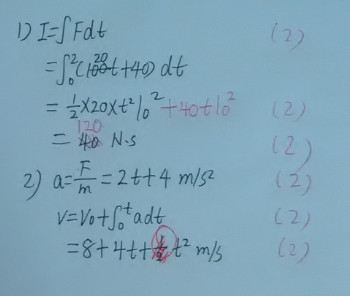 1) I=∫Fdt (2)
=∫₀²(20t+40) dt
=½×20×t²|₀²+40t|₀² (2)
=120 N·s (2)
2) a=F/m=2t+4 m/s² (2)
V=V₀+∫₀ᵗadt (2)
=8+4t+t² m/s (2)